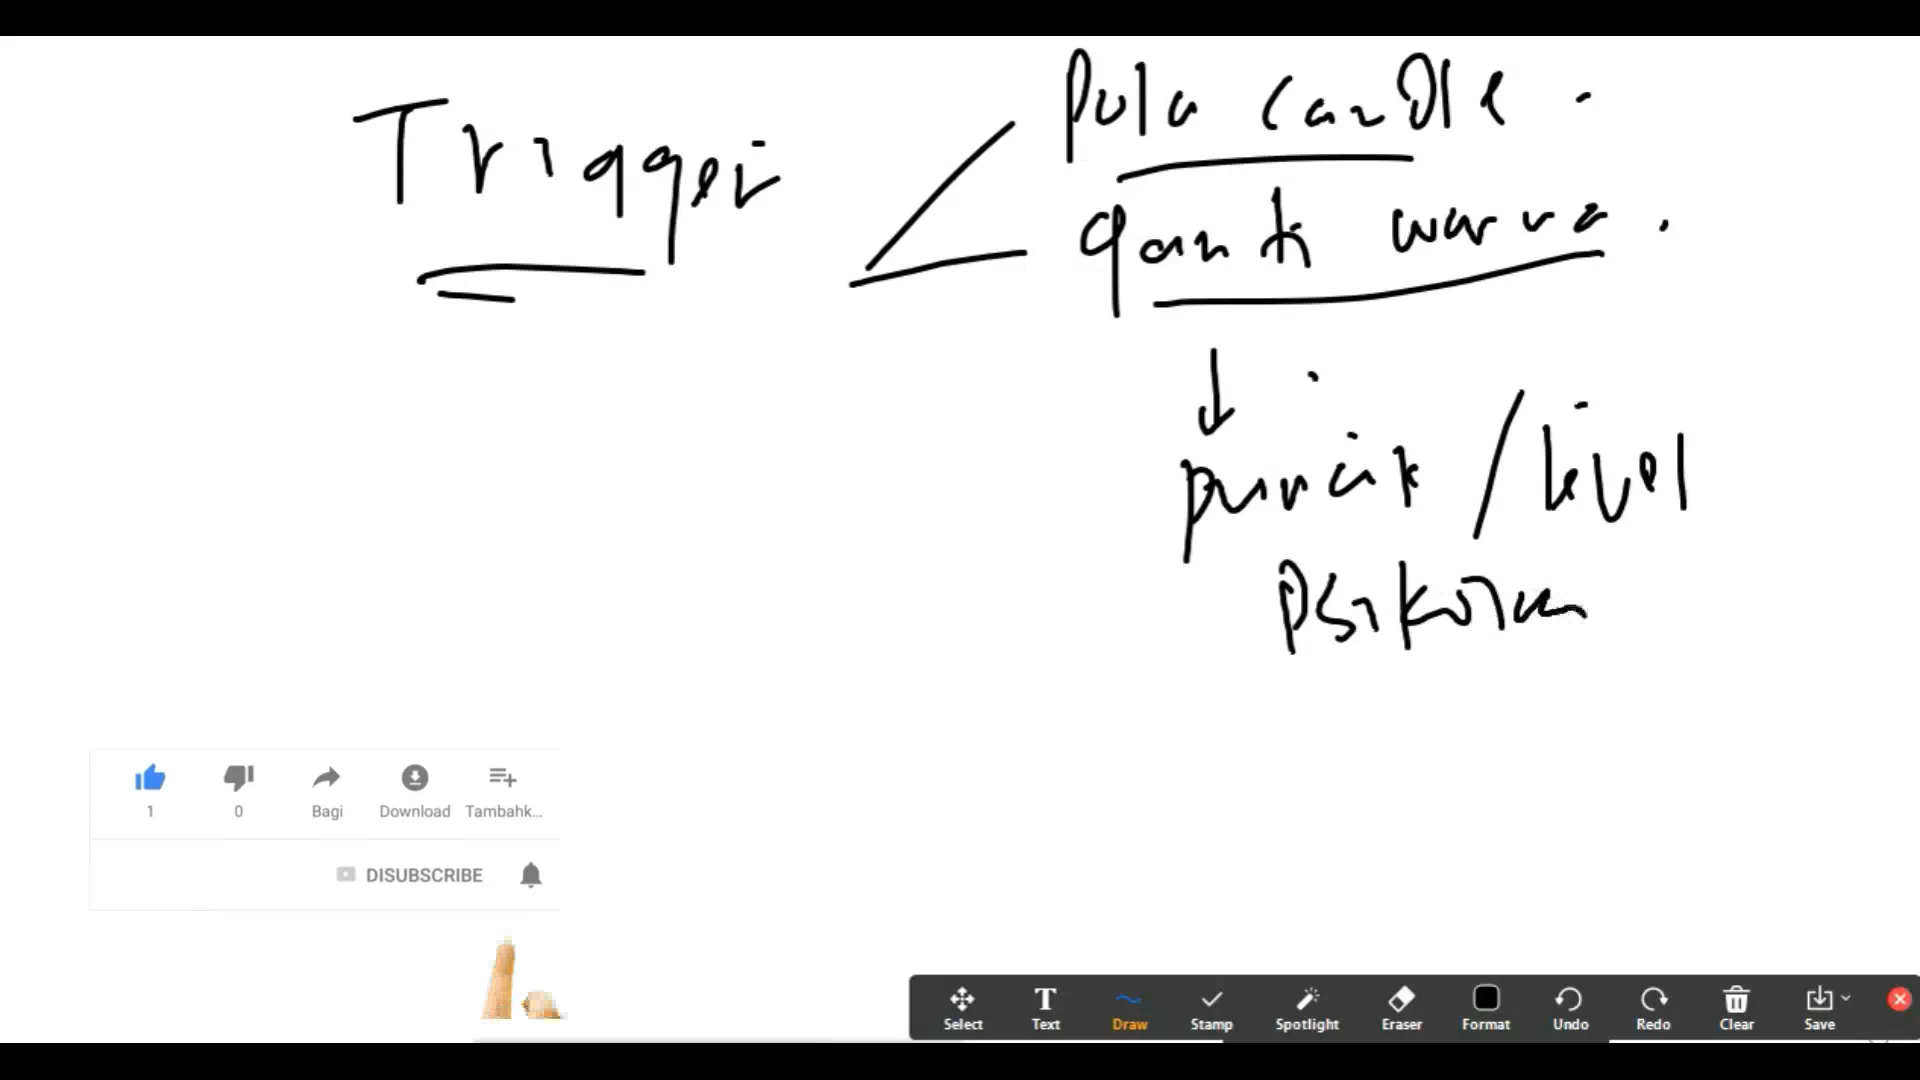 Trigger
Pola candle
ganti warna
puncak / level
psikolo
1
0
Bagi
Download
Tambahk...
DISUBSCRIBE
Select
Text
Draw
Stamp
Spotlight
Eraser
Format
Undo
Redo
Clear
Save